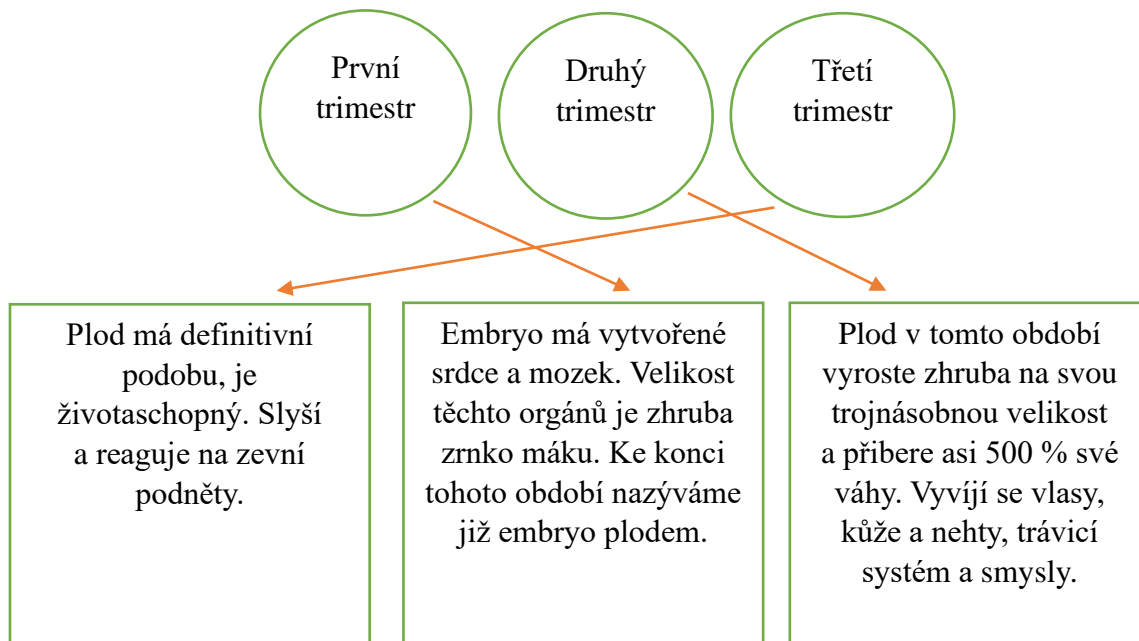 První
trimestr
Druhý
trimestr
Třetí
trimestr
Plod má definitivní
podobu, je
životaschopný. Slyší
a reaguje na zevní
podněty.
Embryo má vytvořené
srdce a mozek. Velikost
těchto orgánů je zhruba
zrnko máku. Ke konci
tohoto období nazýváme
již embryo plodem.
Plod v tomto období
vyroste zhruba na svou
trojnásobnou velikost
a přibere asi 500 % své
váhy. Vyvíjí se vlasy,
kůže a nehty, trávicí
systém a smysly.